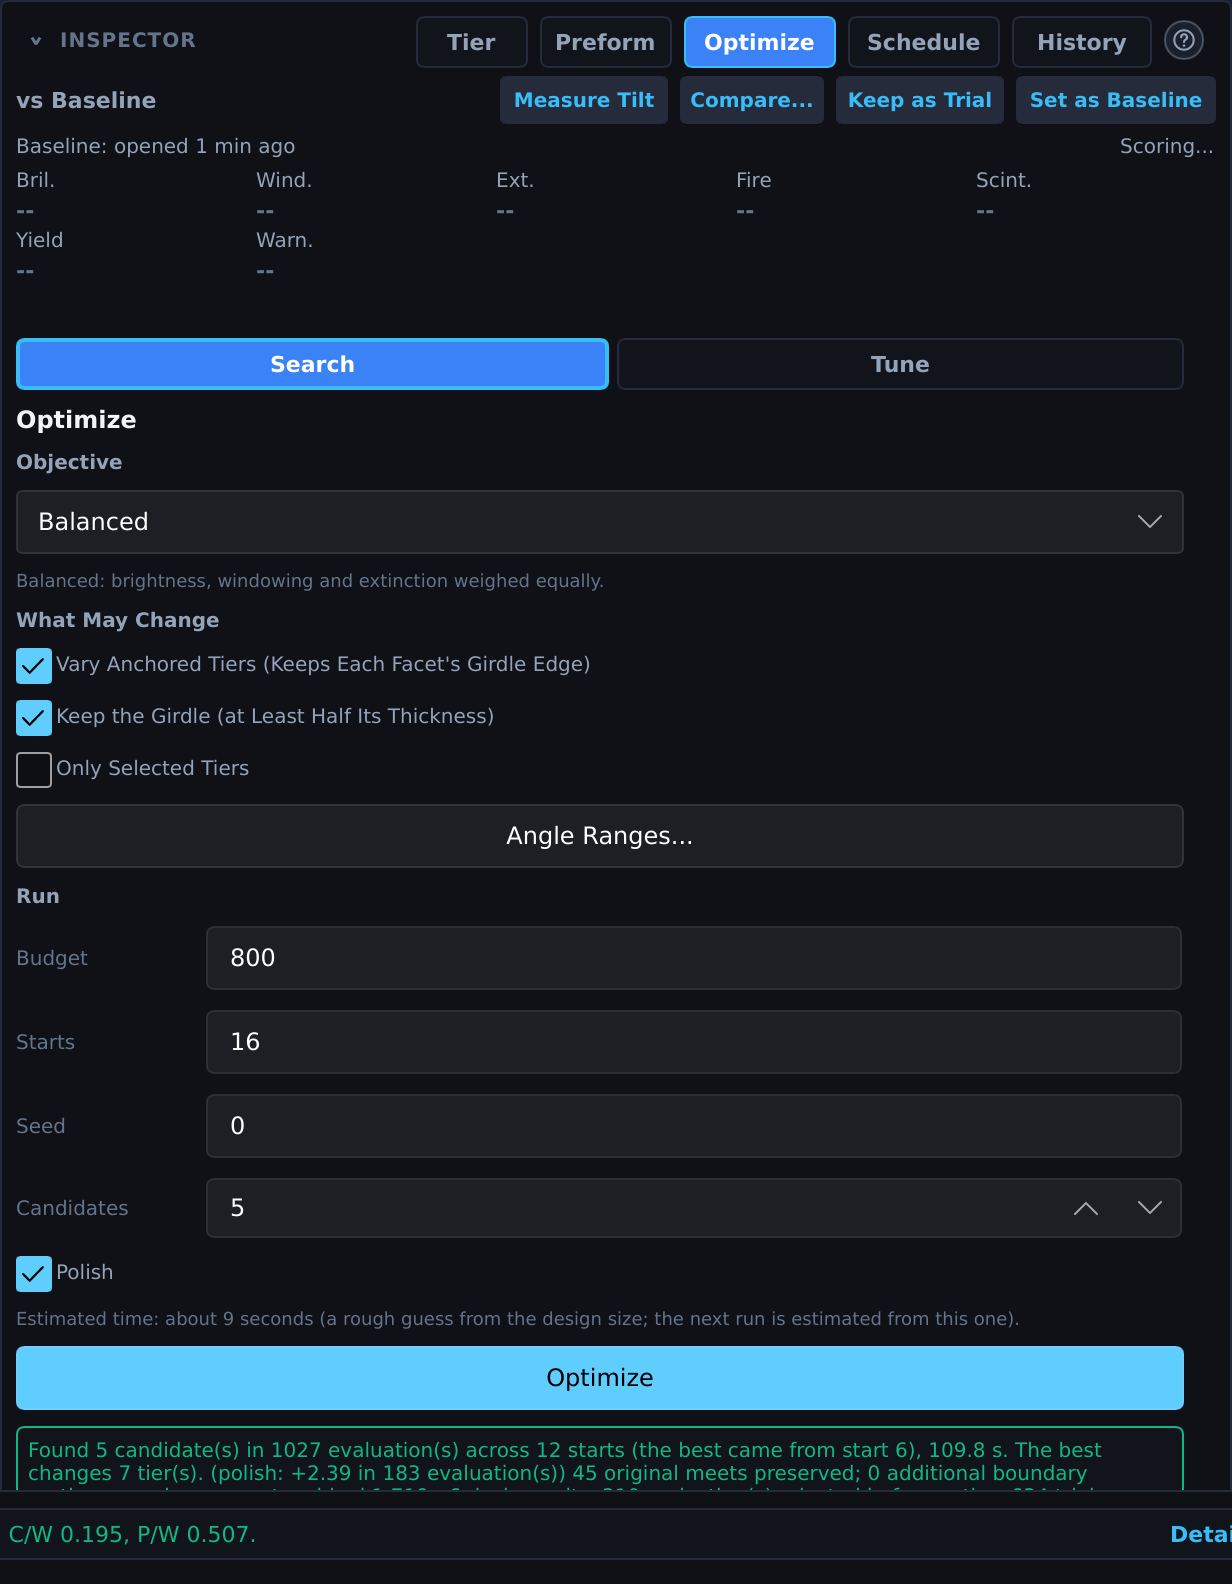 INSPECTOR Tier Preform Optimize Schedule History
vs Baseline Measure Tilt Compare... Keep as Trial Set as Baseline
Baseline: opened 1 min ago Scoring...
Bril. Wind. Ext. Fire Scint.
-- -- -- -- --
Yield Warn.
-- --
Search Tune
Optimize
Objective
Balanced
Balanced: brightness, windowing and extinction weighed equally.
What May Change
Vary Anchored Tiers (Keeps Each Facet's Girdle Edge)
Keep the Girdle (at Least Half Its Thickness)
Only Selected Tiers
Angle Ranges...
Run
Budget 800
Starts 16
Seed 0
Candidates 5
Polish
Estimated time: about 9 seconds (a rough guess from the design size; the next run is estimated from this one).
Optimize
Found 5 candidate(s) in 1027 evaluation(s) across 12 starts (the best came from start 6), 109.8 s. The best
changes 7 tier(s). (polish: +2.39 in 183 evaluation(s)) 45 original meets preserved; 0 additional boundary
C/W 0.195, P/W 0.507.